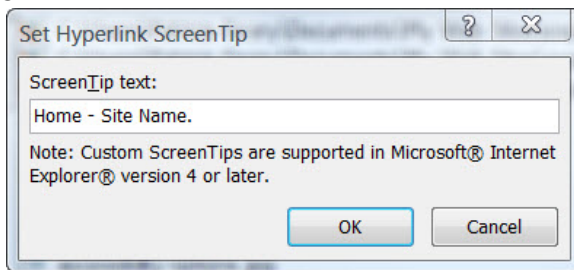 Set Hyperlink ScreenTip
ScreenTip text:
Home - Site Name.
Note: Custom ScreenTips are supported in Microsoft® Internet
Explorer® version 4 or later.
OK Cancel